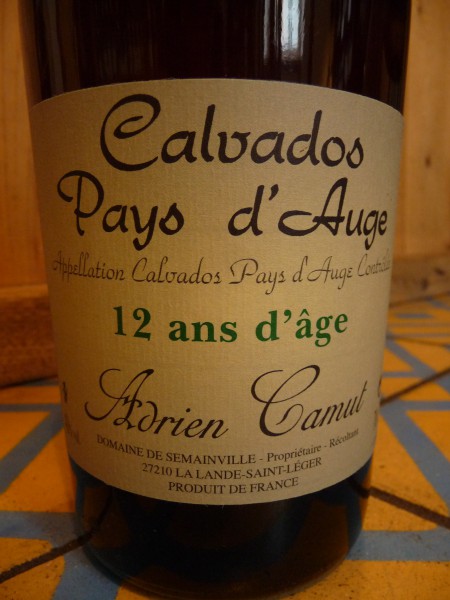 Calvados
Pays d'Auge
Appellation Calvados Pays d'Auge
12 ans d'âge
Adrien Camut
DOMAINE DE SEMAINVILLE - Propriétaire - Récoltant
27210 LA LANDE-SAINT-LÉGER
PRODUIT DE FRANCE